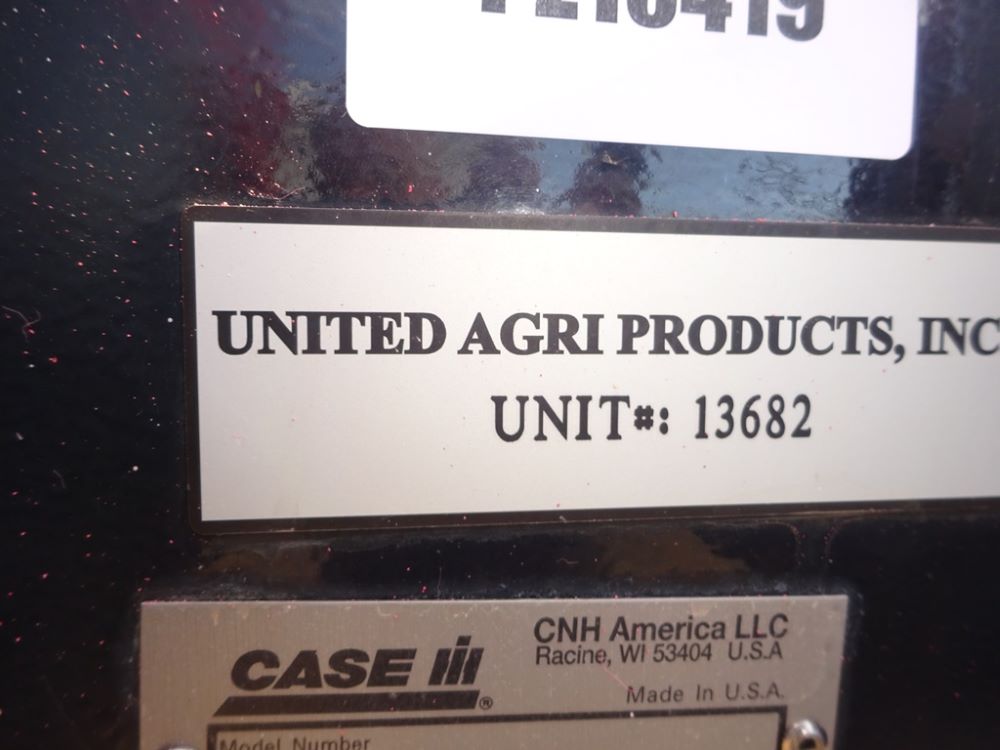 UNITED AGRI PRODUCTS, INC
UNIT#: 13682
CASE IH®
CNH America LLC
Racine, WI 53404 U.S.A
Made In U.S.A.
Model Number